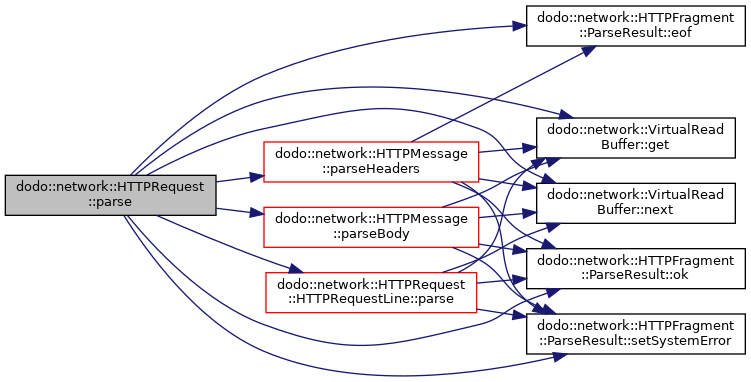 dodo::network::HTTPRequest
::parse
dodo::network::HTTPMessage
::parseHeaders
dodo::network::HTTPMessage
::parseBody
dodo::network::HTTPRequest
::HTTPRequestLine::parse
dodo::network::HTTPFragment
::ParseResult::eof
dodo::network::VirtualRead
Buffer::get
dodo::network::VirtualRead
Buffer::next
dodo::network::HTTPFragment
::ParseResult::ok
dodo::network::HTTPFragment
::ParseResult::setSystemError